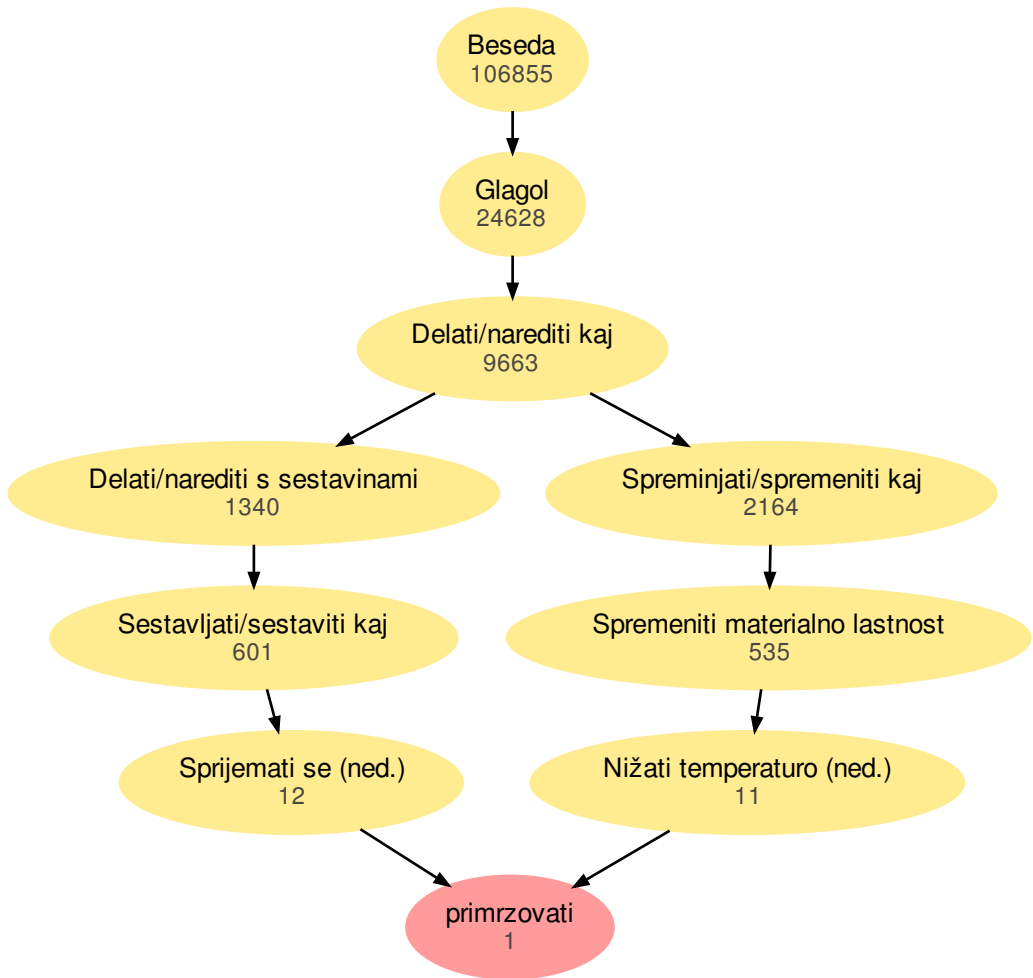 Beseda
106855
Glagol
24628
Delati/narediti kaj
9663
Delati/narediti s sestavinami
1340
Spreminjati/spremeniti kaj
2164
Sestavljati/sestaviti kaj
601
Spremeniti materialno lastnost
535
Sprijemati se (ned.)
12
Nižati temperaturo (ned.)
11
primrzovati
1